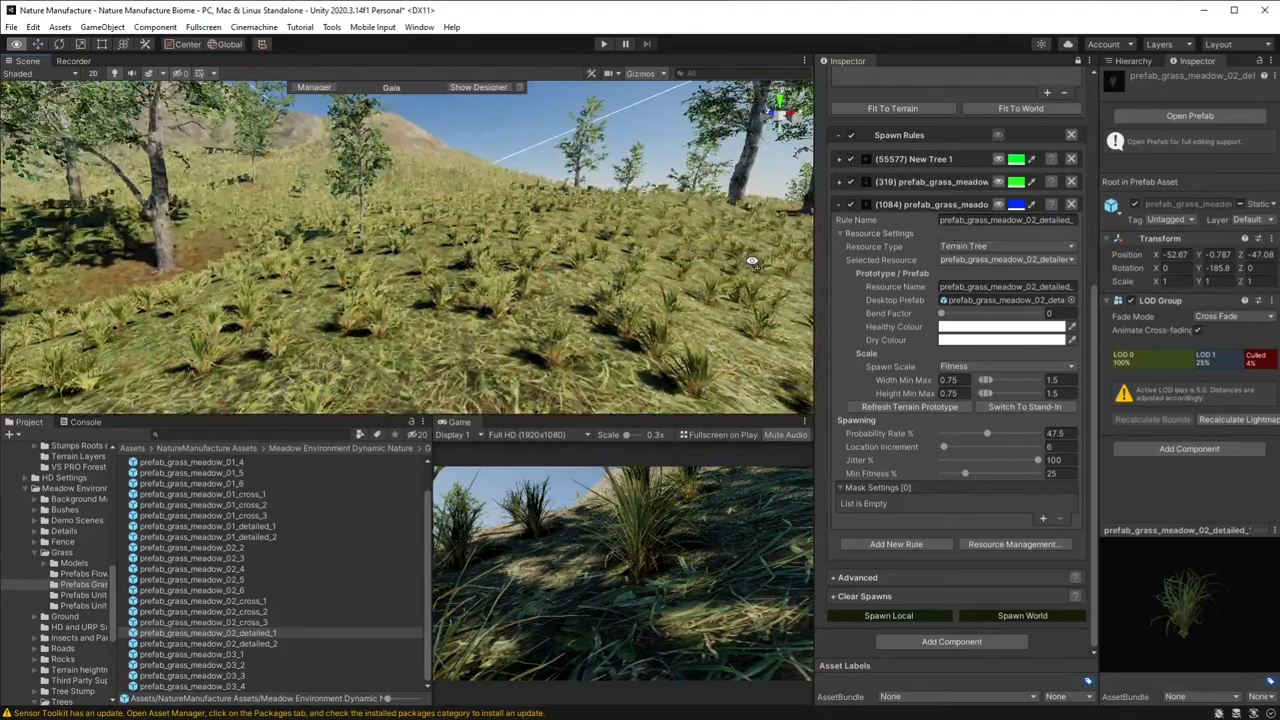 Nature Manufacture - Nature Manufacture Biome - PC, Mac & Linux Standalone - Unity 2020.3.14f1 Personal* <DX11>
File Edit Assets GameObject Component Fullscreen Cinemachine Tutorial Tools Mobile Input Window Help
Center Global Account Layers Layout
Scene Recorder
Shaded 2D Gizmos All
Manager Gaia Show Designer
Inspector
Fit To Terrain Fit To World
Spawn Rules
(55577) New Tree 1
(319) prefab_grass_meadow
(1084) prefab_grass_meado
Rule Name prefab_grass_meadow_02_detailed_
Resource Settings
Resource Type Terrain Tree
Selected Resource prefab_grass_meadow_02_detailed
Prototype / Prefab
Resource Name prefab_grass_meadow_02_detailed_
Desktop Prefab prefab_grass_meadow_02_deta
Bend Factor 0
Healthy Colour
Dry Colour
Scale
Spawn Scale Fitness
Width Min Max 0.75 1.5
Height Min Max 0.75 1.5
Refresh Terrain Prototype Switch To Stand-In
Spawning
Probability Rate % 47.5
Location Increment 6
Jitter % 100
Min Fitness % 25
Mask Settings [0]
List is Empty
Add New Rule Resource Management...
Advanced
Clear Spawns
Spawn Local Spawn World
Add Component
Asset Labels
AssetBundle None None
Hierarchy Inspector
prefab_grass_meadow_02_det
Open Prefab
Open Prefab for full editing support.
Root in Prefab Asset
prefab_grass_meadow Static
Tag Untagged Layer Default
Transform
Position X -52.67 Y -0.787 Z -47.08
Rotation X 0 Y -185.8 Z 0
Scale X 1 Y 1 Z 1
LOD Group
Fade Mode Cross Fade
Animate Cross-fading
LOD 0 100% LOD 1 25% Culled 4%
Active LOD bias is 5.0. Distances are adjusted accordingly.
Recalculate Bounds Recalculate Lightmap
Add Component
prefab_grass_meadow_02_detailed_1
AssetBundle None None
Project Console
20
Stumps Roots a
Terrain Layers
VS PRO Forest
HD Settings
Meadow Environ
Background M
Bushes
Demo Scenes
Details
Fence
Grass
Models
Prefabs Flow
Prefabs Gras
Prefabs Unit
Prefabs Unit
Ground
HD and URP Su
Insects and Pa
Roads
Rocks
Terrain height
Third Party Sup
Tree Stump
Trees
Assets > NatureManufacture Assets > Meadow Environment Dynamic Nature > G
prefab_grass_meadow_01_4
prefab_grass_meadow_01_5
prefab_grass_meadow_01_6
prefab_grass_meadow_01_cross_1
prefab_grass_meadow_01_cross_2
prefab_grass_meadow_01_cross_3
prefab_grass_meadow_01_detailed_1
prefab_grass_meadow_01_detailed_2
prefab_grass_meadow_02_2
prefab_grass_meadow_02_3
prefab_grass_meadow_02_4
prefab_grass_meadow_02_5
prefab_grass_meadow_02_6
prefab_grass_meadow_02_cross_1
prefab_grass_meadow_02_cross_2
prefab_grass_meadow_02_cross_3
prefab_grass_meadow_02_detailed_1
prefab_grass_meadow_02_detailed_2
prefab_grass_meadow_03_1
prefab_grass_meadow_03_2
prefab_grass_meadow_03_3
prefab_grass_meadow_03_4
Assets/NatureManufacture Assets/Meadow Environment Dynamic N
Game
Display 1 Full HD (1920x1080) Scale 0.3x Fullscreen on Play Mute Audio
Sensor Toolkit has an update. Open Asset Manager, click on the Packages tab, and check the installed packages category to install an update.